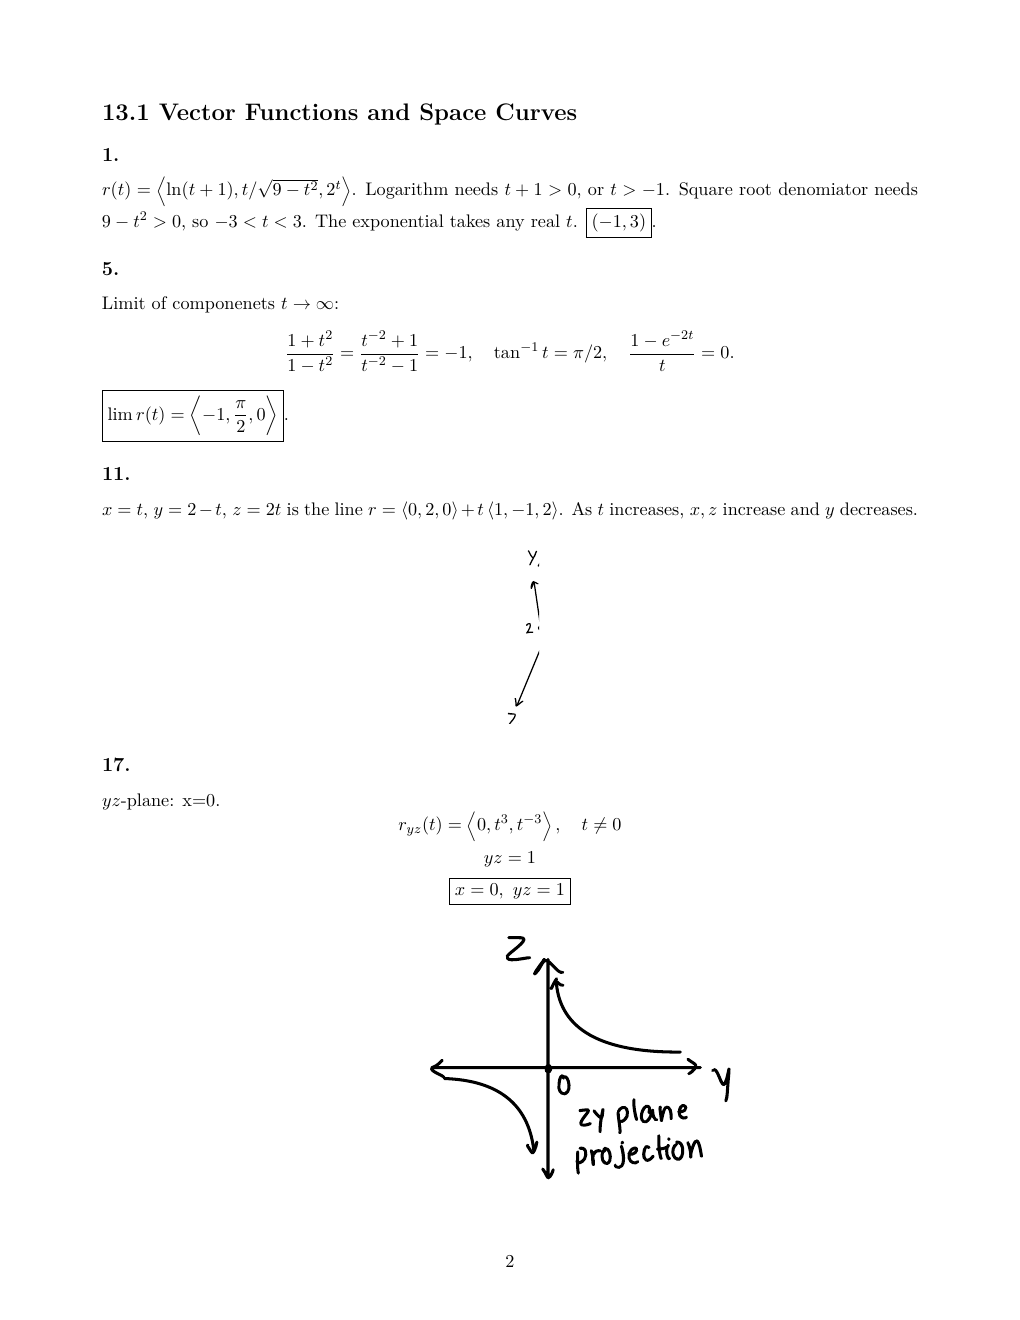 13.1 Vector Functions and Space Curves
1.
r(t) = ⟨ln(t + 1), t/√(9 − t²), 2ᵗ⟩. Logarithm needs t + 1 > 0, or t > −1. Square root denomiator needs
9 − t² > 0, so −3 < t < 3. The exponential takes any real t. (−1, 3).
5.
Limit of componenets t → ∞:
(1 + t²)/(1 − t²) = (t⁻² + 1)/(t⁻² − 1) = −1, tan⁻¹ t = π/2, (1 − e⁻²ᵗ)/t = 0.
lim r(t) = ⟨−1, π/2, 0⟩.
11.
x = t, y = 2 − t, z = 2t is the line r = ⟨0, 2, 0⟩ + t ⟨1, −1, 2⟩. As t increases, x, z increase and y decreases.
y
2
17.
yz-plane: x=0.
r_yz(t) = ⟨0, t³, t⁻³⟩, t ≠ 0
yz = 1
x = 0, yz = 1
Z
y
0
zy plane
projection
2